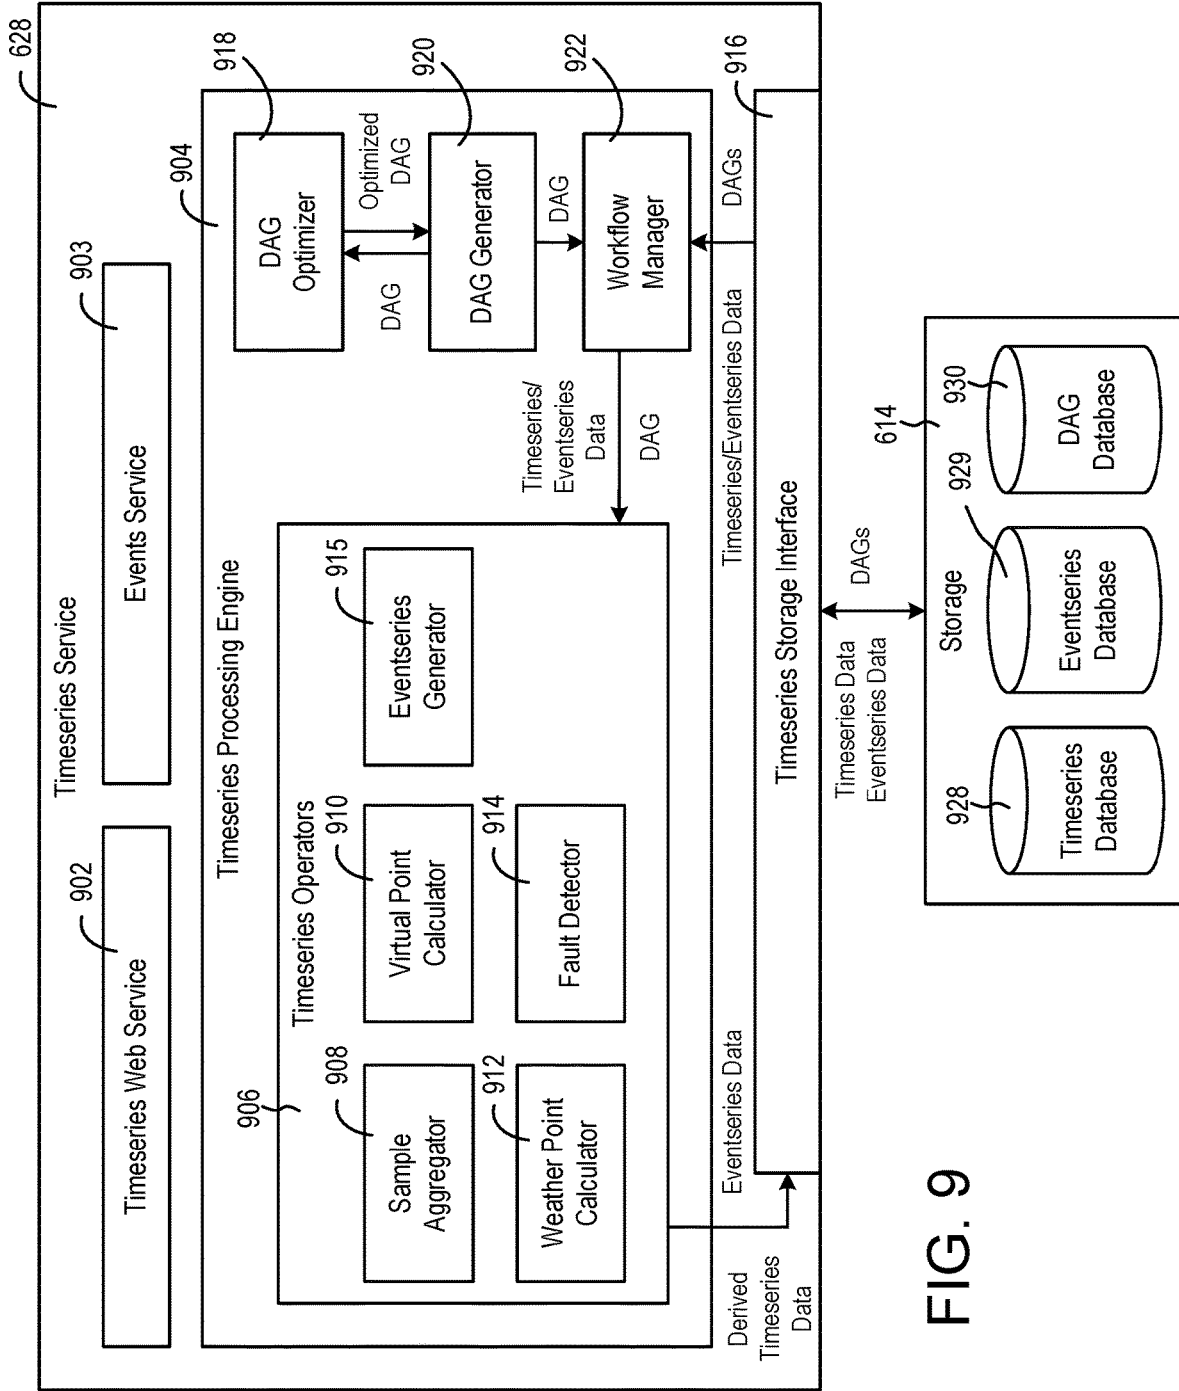 628
Timeseries Service
902
Timeseries Web Service
903
Events Service
904
Timeseries Processing Engine
906
Timeseries Operators
908
Sample
Aggregator
910
Virtual Point
Calculator
915
Eventseries
Generator
912
Weather Point
Calculator
914
Fault Detector
918
DAG
Optimizer
DAG
Optimized
DAG
920
DAG Generator
DAG
922
Workflow
Manager
Timeseries/
Eventseries
Data
DAG
Derived
Timeseries
Data
Eventseries Data
Timeseries/Eventseries Data
DAGs
916
Timeseries Storage Interface
Timeseries Data
Eventseries Data
DAGs
614
Storage
928
Timeseries
Database
929
Eventseries
Database
930
DAG
Database
FIG. 9